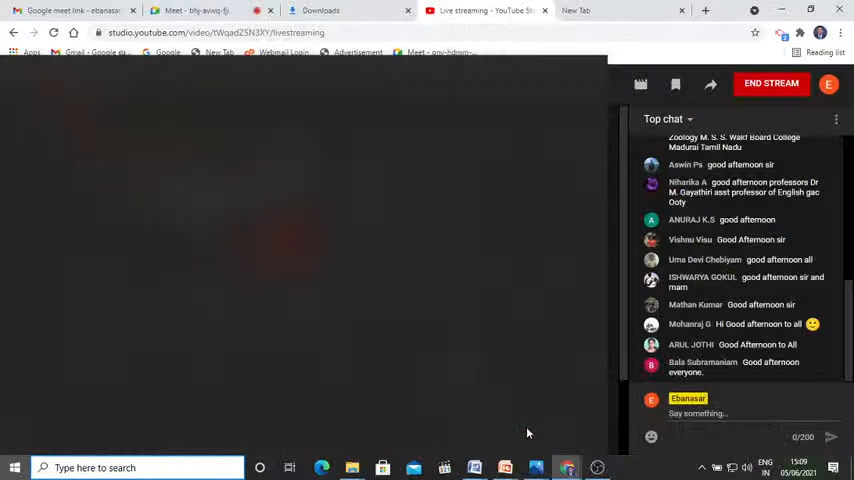 Google meet link - ebanasar
Meet - bhy-avwq-fji
Downloads
Live streaming - YouTube St
New Tab
studio.youtube.com/video/tWqadZ5N3XY/livestreaming
Apps
Gmail - Google
Google
New Tab
Webmail Login
Advertisement
Meet - gny-hdmm-
Reading list
END STREAM
E
Top chat
Zoology M. S. S. Wakf Board College
Madurai Tamil Nadu
Aswin Ps good afternoon sir
Niharika A good afternoon professors Dr
M. Gayathiri asst professor of English gac
Ooty
A ANURAJ K.S good afternoon
Vishnu Visu Good Afternoon sir
Uma Devi Chebiyam good afternoon all
ISHWARYA GOKUL good afternoon sir and
mam
Mathan Kumar Good afternoon sir
Mohanraj G Hi Good afternoon to all 🙂
ARUL JOTHI Good Afternoon to All
B Bala Subramaniam Good afternoon
everyone.
E Ebanasar
Say something...
0/200
Type here to search
ENG
IN
15:09
05/06/2021